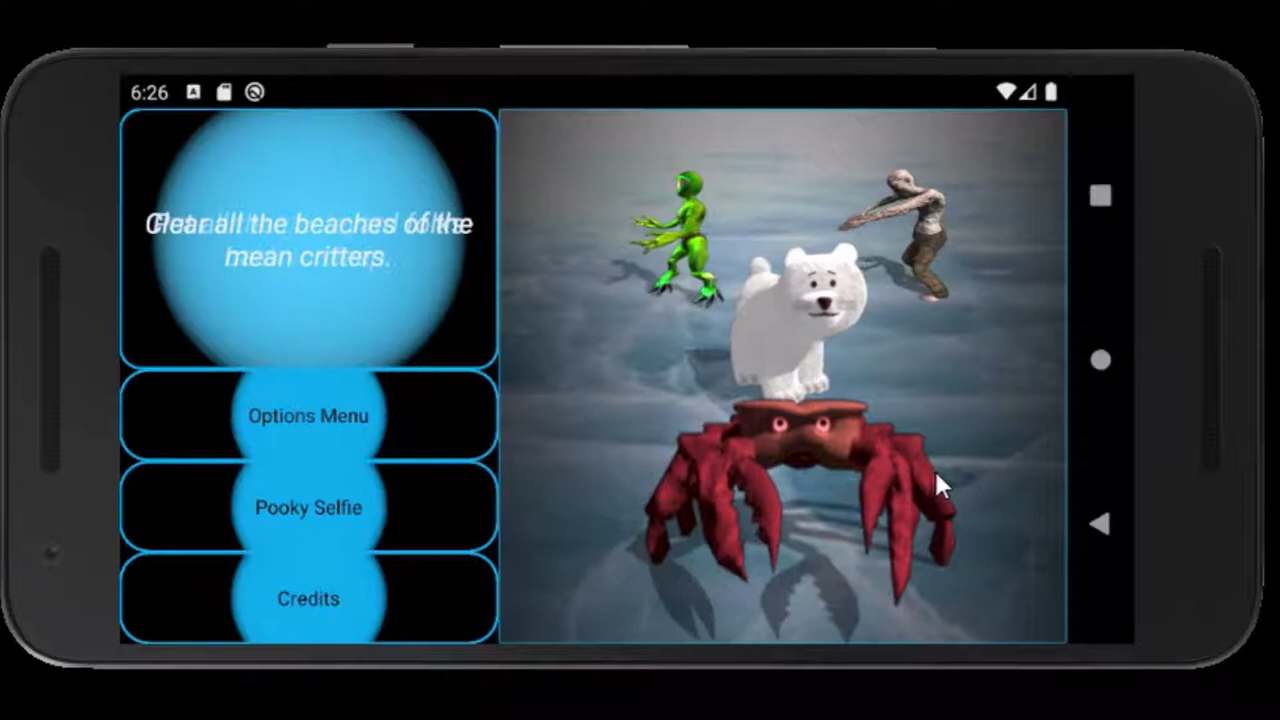 6:26
Clear all the beaches of the
mean critters.
Options Menu
Pooky Selfie
Credits